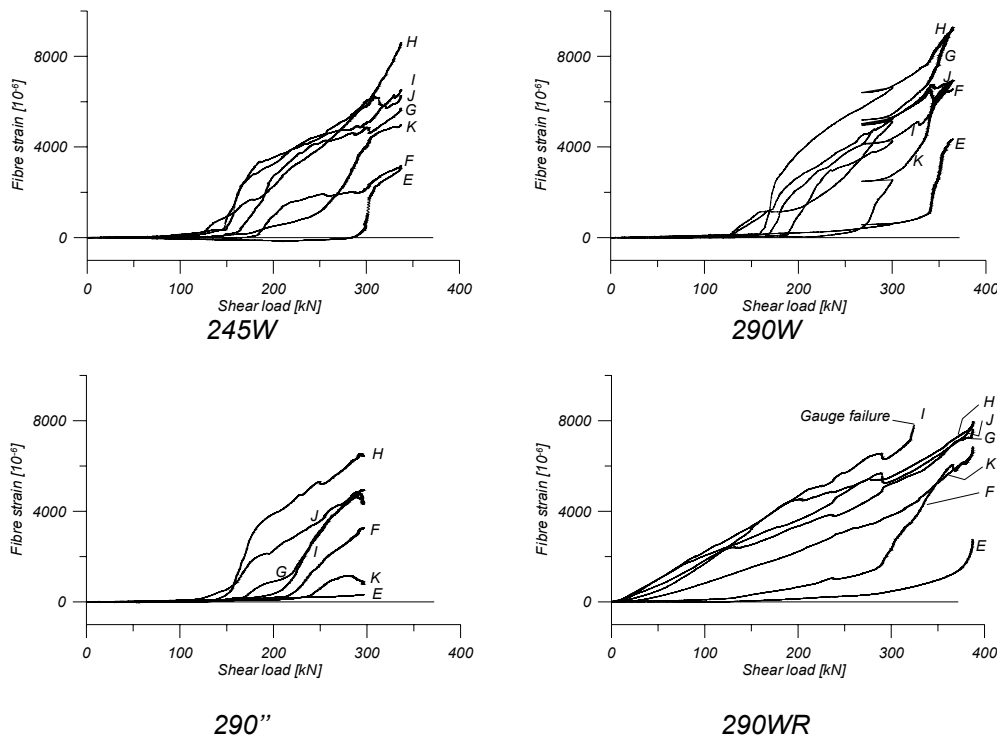 8000
4000
0
Fibre strain [10⁻⁶]
H
I
J
G
K
F
E
0 100 200 300 400
Shear load [kN]
245W
8000
4000
0
Fibre strain [10⁻⁶]
H
G
J
F
I
K
E
0 100 200 300 400
Shear load [kN]
290W
8000
4000
0
Fibre strain [10⁻⁶]
H
J
G
I
F
K
E
0 100 200 300 400
Shear load [kN]
290’’
8000
4000
0
Fibre strain [10⁻⁶]
Gauge failure
I
H
J
G
K
F
E
0 100 200 300 400
Shear load [kN]
290WR